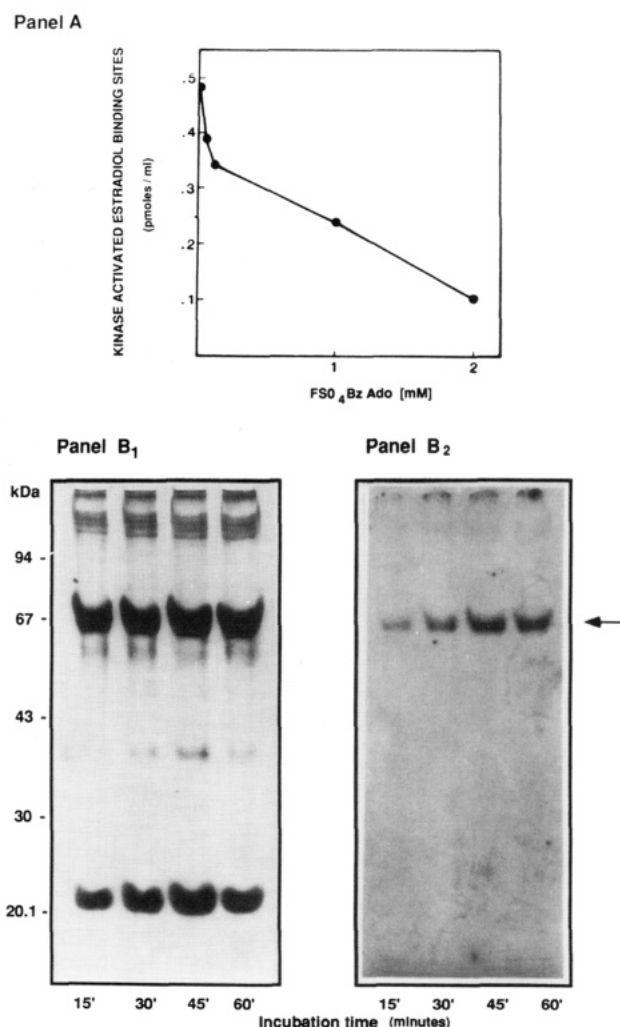 Panel A
KINASE ACTIVATED ESTRADIOL BINDING SITES
(pmoles / ml)
.5
.4
.3
.2
.1
1
2
FS0₄Bz Ado [mM]
Panel B₁
Panel B₂
kDa
94 -
67 -
43 -
30 -
20.1 -
15' 30' 45' 60'
15' 30' 45' 60'
Incubation time (minutes)